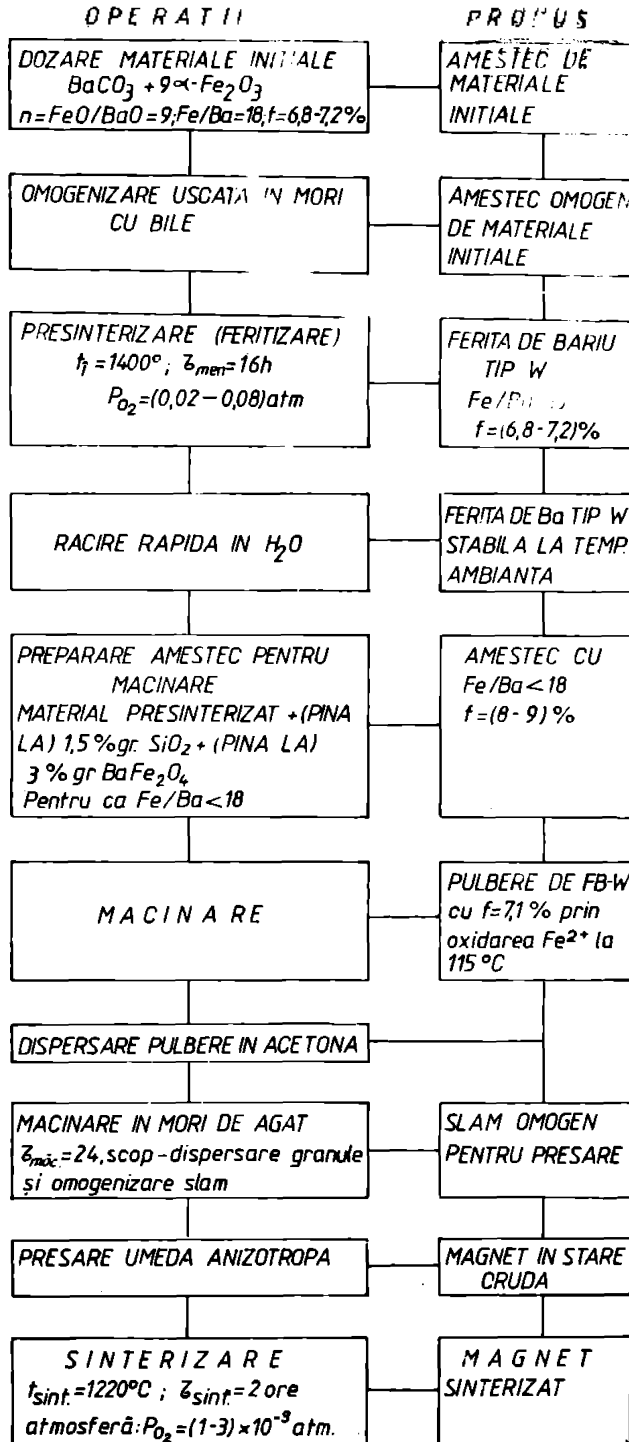 OPERATII
PRODUS
DOZARE MATERIALE INITIALE
BaCO₃ + 9α-Fe₂O₃
n=FeO/BaO=9;Fe/Ba=18;f=6,8-7,2%
AMESTEC DE
MATERIALE
INITIALE
OMOGENIZARE USCATA IN MORI
CU BILE
AMESTEC OMOGEN
DE MATERIALE
INITIALE
PRESINTERIZARE (FERITIZARE)
tî=1400°; ᘔmen=16h
P_O₂=(0,02-0,08)atm
FERITA DE BARIU
TIP W
f=(6,8-7,2)%
RACIRE RAPIDA IN H₂O
FERITA DE Ba TIP W
STABILA LA TEMP.
AMBIANTA
PREPARARE AMESTEC PENTRU
MACINARE
MATERIAL PRESINTERIZAT +(PINA
LA) 1,5%gr. SiO₂+ (PINA LA)
3%gr BaFe₂O₄
Pentru ca Fe/Ba<18
AMESTEC CU
Fe/Ba<18
f=(8-9)%
MACINARE
PULBERE DE FB-W
cu f=7,1% prin
oxidarea Fe²⁺ la
115°C
DISPERSARE PULBERE IN ACETONA
MACINARE IN MORI DE AGAT
ᘔmăc.=24, scop-dispersare granule
și omogenizare slam
SLAM OMOGEN
PENTRU PRESARE
PRESARE UMEDA ANIZOTROPA
MAGNET IN STARE
CRUDA
SINTERIZARE
tsint.=1220°C; ᘔsint.=2 ore
atmosferă:P_O₂=(1-3)×10⁻³ atm.
MAGNET
SINTERIZAT